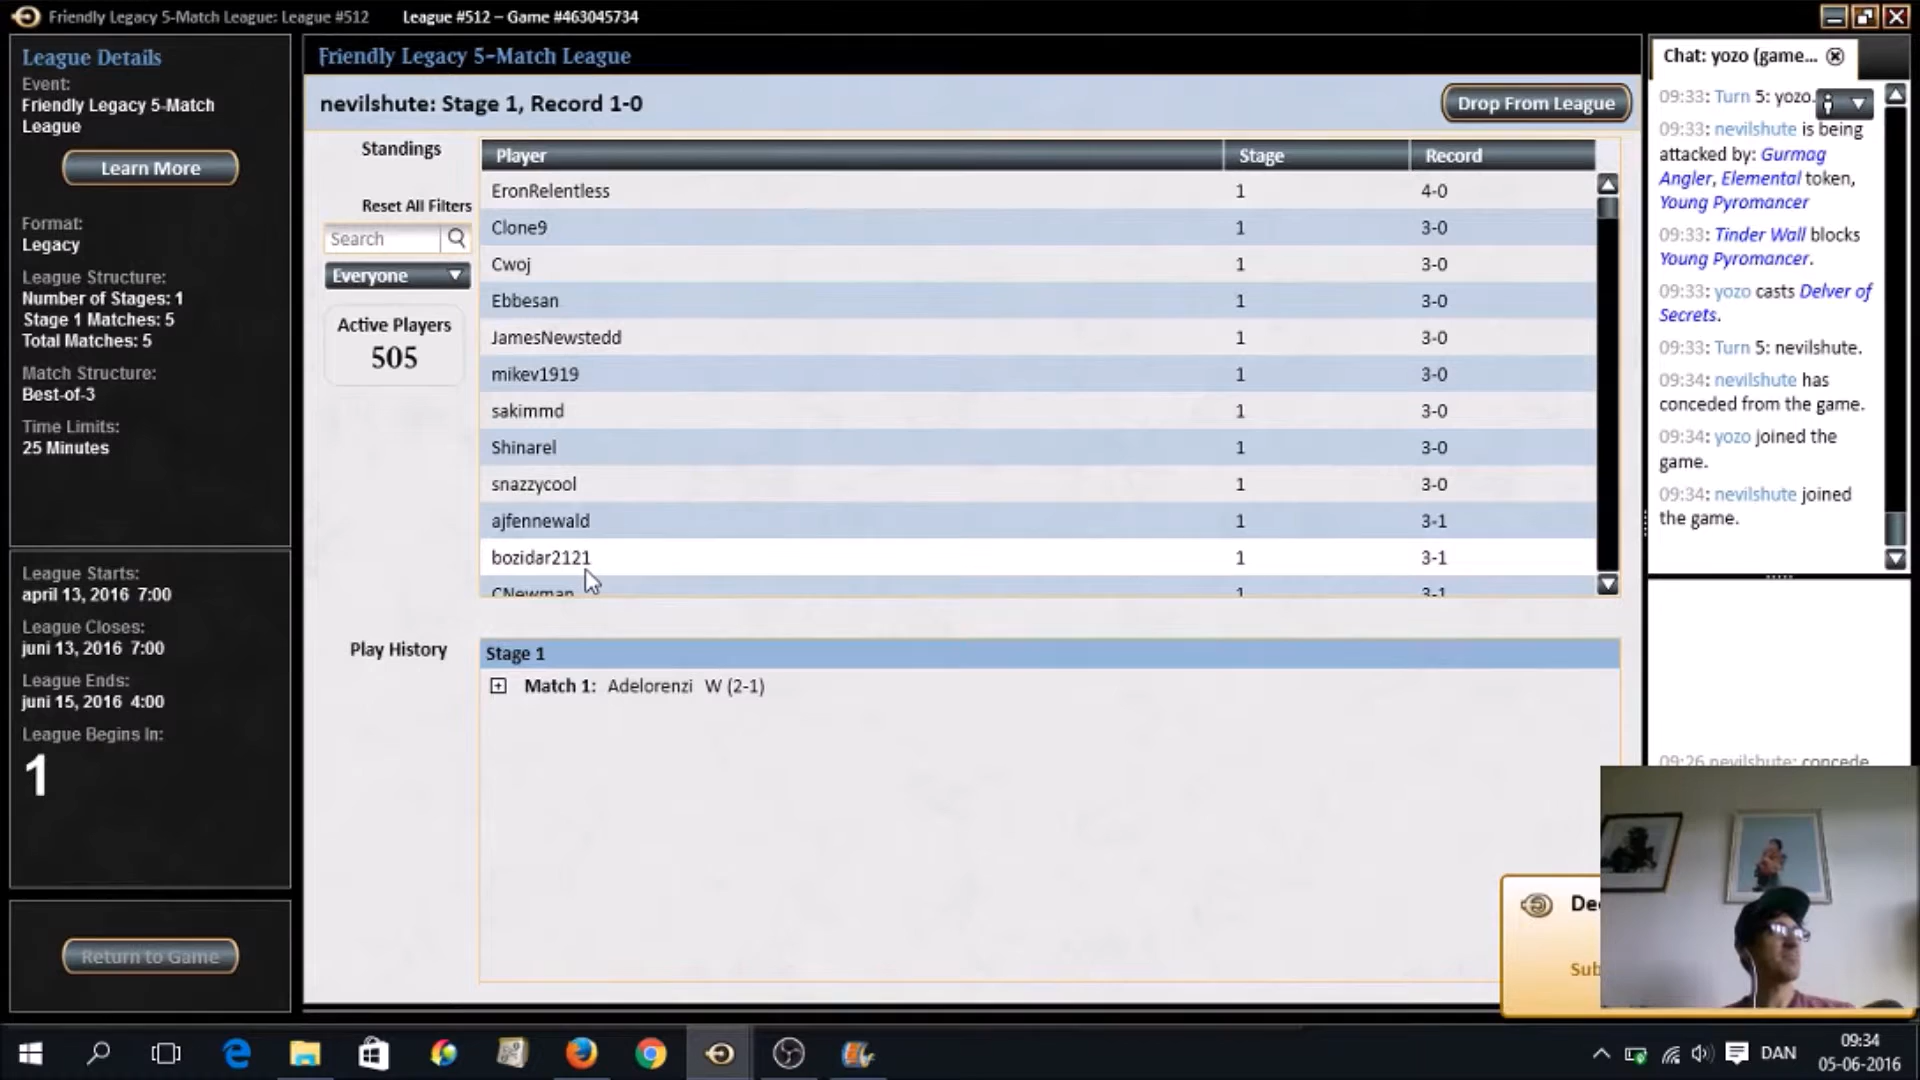 Friendly Legacy 5-Match League: League #512
League #512 – Game #463045734
League Details
Event:
Friendly Legacy 5-Match
League
Learn More
Format:
Legacy
League Structure:
Number of Stages: 1
Stage 1 Matches: 5
Total Matches: 5
Match Structure:
Best-of-3
Time Limits:
25 Minutes
League Starts:
april 13, 2016 7:00
League Closes:
juni 13, 2016 7:00
League Ends:
juni 15, 2016 4:00
League Begins In:
1
Return to Game
Friendly Legacy 5-Match League
nevilshute: Stage 1, Record 1-0
Drop From League
Standings
Reset All Filters
Search
Everyone
Active Players
505
Player Stage Record
EronRelentless 1 4-0
Clone9 1 3-0
Cwoj 1 3-0
Ebbesan 1 3-0
JamesNewstedd 1 3-0
mikev1919 1 3-0
sakimmd 1 3-0
Shinarel 1 3-0
snazzycool 1 3-0
ajfennewald 1 3-1
bozidar2121 1 3-1
CNewman 1 3-1
Play History
Stage 1
Match 1: Adelorenzi W (2-1)
Chat: yozo (game...
09:33: Turn 5: yozo.
09:33: nevilshute is being
attacked by: Gurmag
Angler, Elemental token,
Young Pyromancer
09:33: Tinder Wall blocks
Young Pyromancer.
09:33: yozo casts Delver of
Secrets.
09:33: Turn 5: nevilshute.
09:34: nevilshute has
conceded from the game.
09:34: yozo joined the
game.
09:34: nevilshute joined
the game.
09:26 nevilshute: concede
Sub
DAN
09:34
05-06-2016